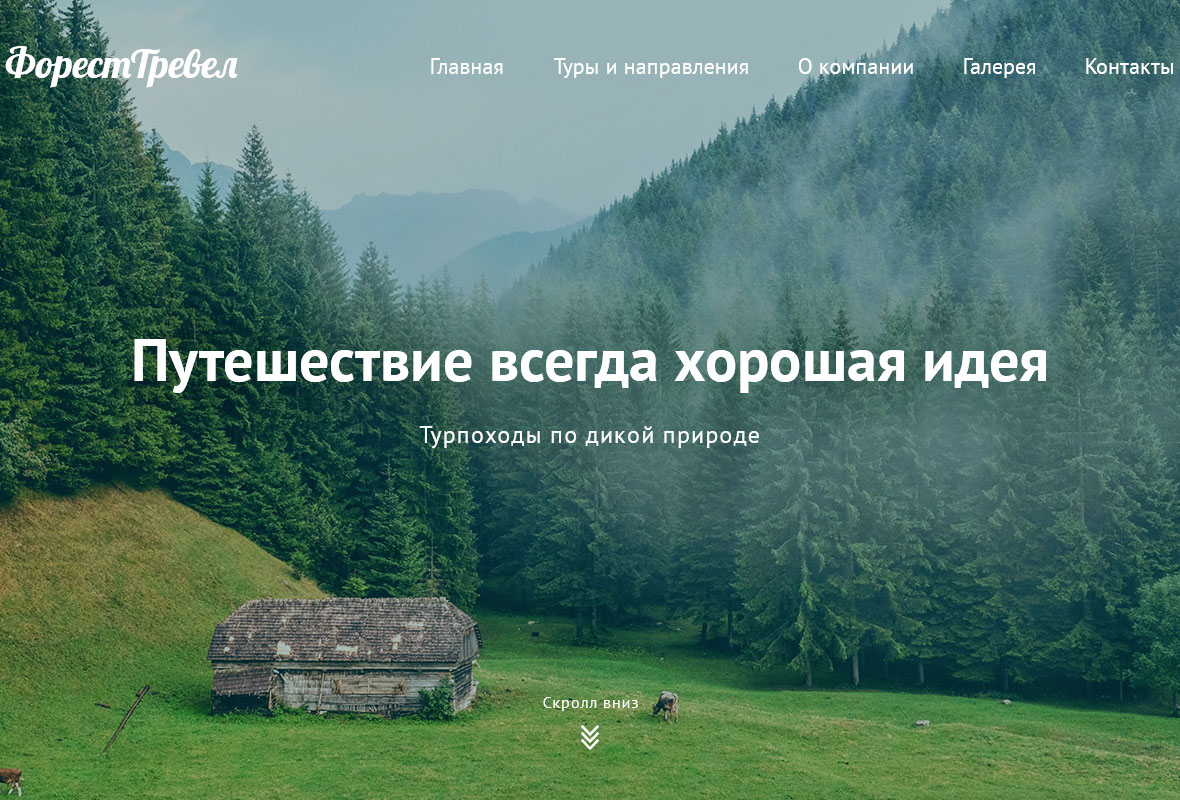 ФорестТревел
Главная Туры и направления О компании Галерея Контакты
Путешествие всегда хорошая идея
Турпоходы по дикой природе
Скролл вниз